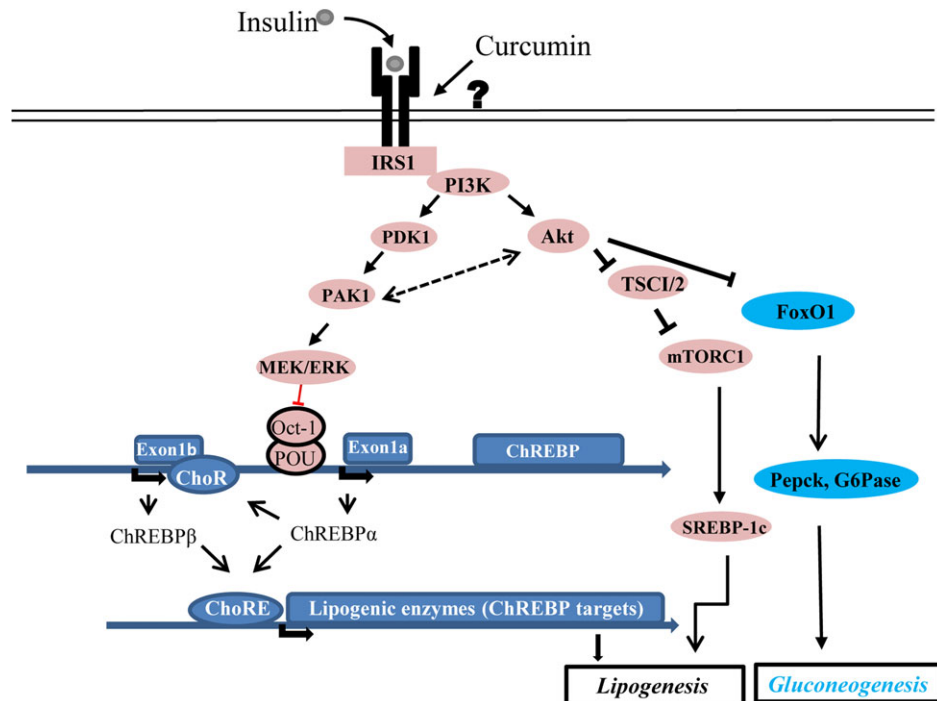 Insulin
Curcumin
?
IRS1
PI3K
PDK1
Akt
PAK1
TSCI/2
FoxO1
MEK/ERK
mTORC1
Oct-1
POU
Exon1b
ChoR
Exon1a
ChREBP
Pepck, G6Pase
ChREBPβ
ChREBPα
SREBP-1c
ChoRE
Lipogenic enzymes (ChREBP targets)
Lipogenesis
Gluconeogenesis